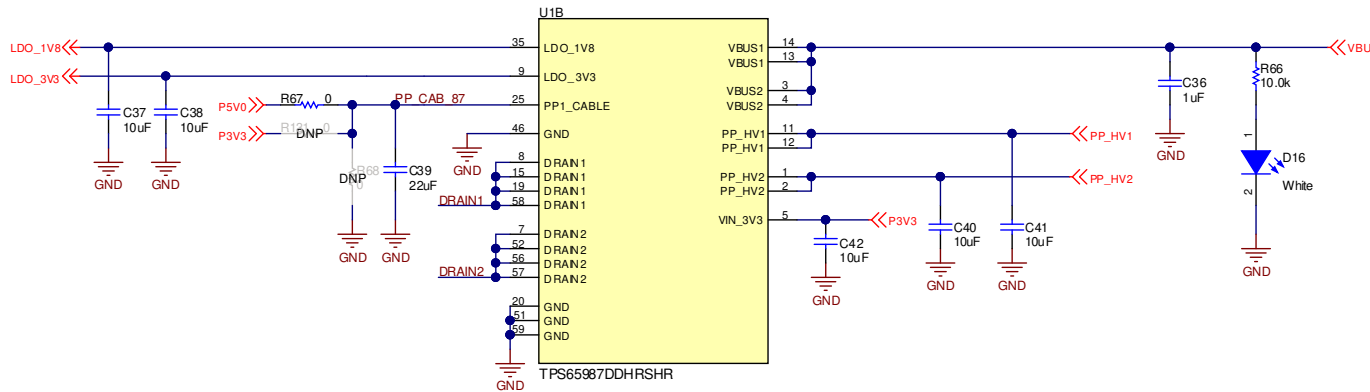 U1B
LDO_1V8
35
LDO_1V8
14
VBUS1
VBUS1
13
VBU
LDO_3V3
9
LDO_3V3
VBUS2
3
VBUS2
4
R66
10.0k
C36
1uF
GND
P5V0
R67
0
PP_CAB_87
25
PP1_CABLE
C37
10uF
C38
10uF
GND
GND
P3V3
R131
0
DNP
46
GND
GND
PP_HV1
11
PP_HV1
12
PP_HV1
R68
0
DNP
C39
22uF
GND
GND
8
DRAIN1
15
DRAIN1
19
DRAIN1
DRAIN1
58
DRAIN1
PP_HV2
1
PP_HV2
2
PP_HV2
1
D16
2
White
GND
VIN_3V3
5
P3V3
C42
10uF
GND
C40
10uF
GND
C41
10uF
GND
7
DRAIN2
52
DRAIN2
56
DRAIN2
DRAIN2
57
DRAIN2
20
GND
51
GND
59
GND
GND
TPS65987DDHRSHR